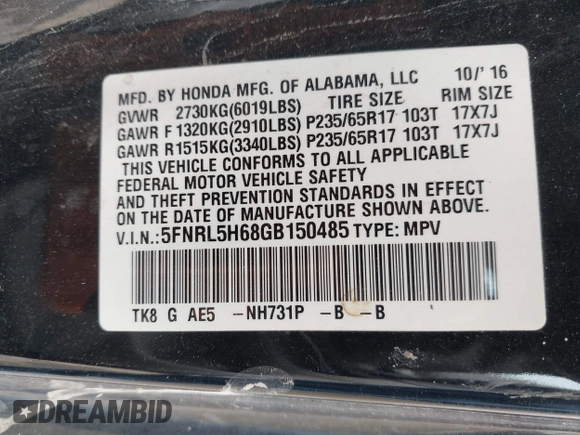 MFD. BY HONDA MFG. OF ALABAMA, LLC 10/'16
GVWR 2730KG(6019LBS) TIRE SIZE RIM SIZE
GAWR F1320KG(2910LBS) P235/65R17 103T 17X7J
GAWR R1515KG(3340LBS) P235/65R17 103T 17X7J
THIS VEHICLE CONFORMS TO ALL APPLICABLE
FEDERAL MOTOR VEHICLE SAFETY
AND THEFT PREVENTION STANDARDS IN EFFECT
ON THE DATE OF MANUFACTURE SHOWN ABOVE.
V.I.N.:5FNRL5H68GB150485 TYPE: MPV
TK8 G AE5 -NH731P -B -B
DREAMBID